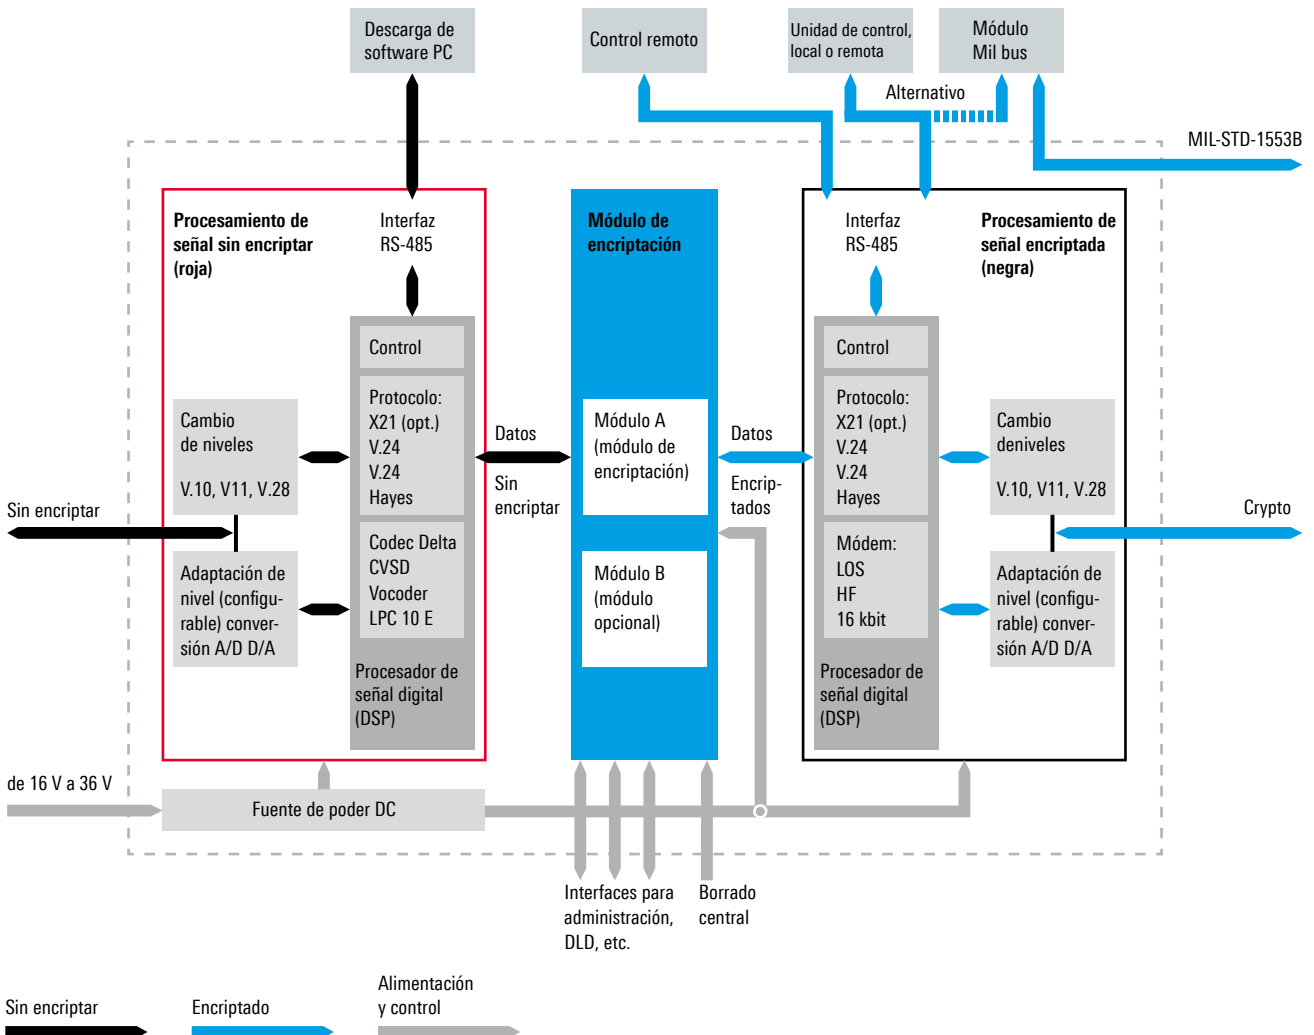 Descarga de
software PC
Control remoto
Unidad de control,
local o remota
Módulo
Mil bus
Alternativo
MIL-STD-1553B
Procesamiento de
señal sin encriptar
(roja)
Interfaz
RS-485
Módulo de
encriptación
Interfaz
RS-485
Procesamiento de
señal encriptada
(negra)
Control
Protocolo:
X21 (opt.)
V.24
V.24
Hayes
Codec Delta
CVSD
Vocoder
LPC 10 E
Procesador de
señal digital
(DSP)
Cambio
de niveles
V.10, V11, V.28
Sin encriptar
Adaptación de
nivel (configu-
rable) conver-
sión A/D D/A
Datos
Sin
encriptar
Módulo A
(módulo de
encriptación)
Módulo B
(módulo
opcional)
Datos
Encrip-
tados
Control
Protocolo:
X21 (opt.)
V.24
V.24
Hayes
Módem:
LOS
HF
16 kbit
Procesador de
señal digital
(DSP)
Cambio
deniveles
V.10, V11, V.28
Crypto
Adaptación de
nivel (configu-
rable) conver-
sión A/D D/A
de 16 V a 36 V
Fuente de poder DC
Interfaces para
administración,
DLD, etc.
Borrado
central
Sin encriptar
Encriptado
Alimentación
y control